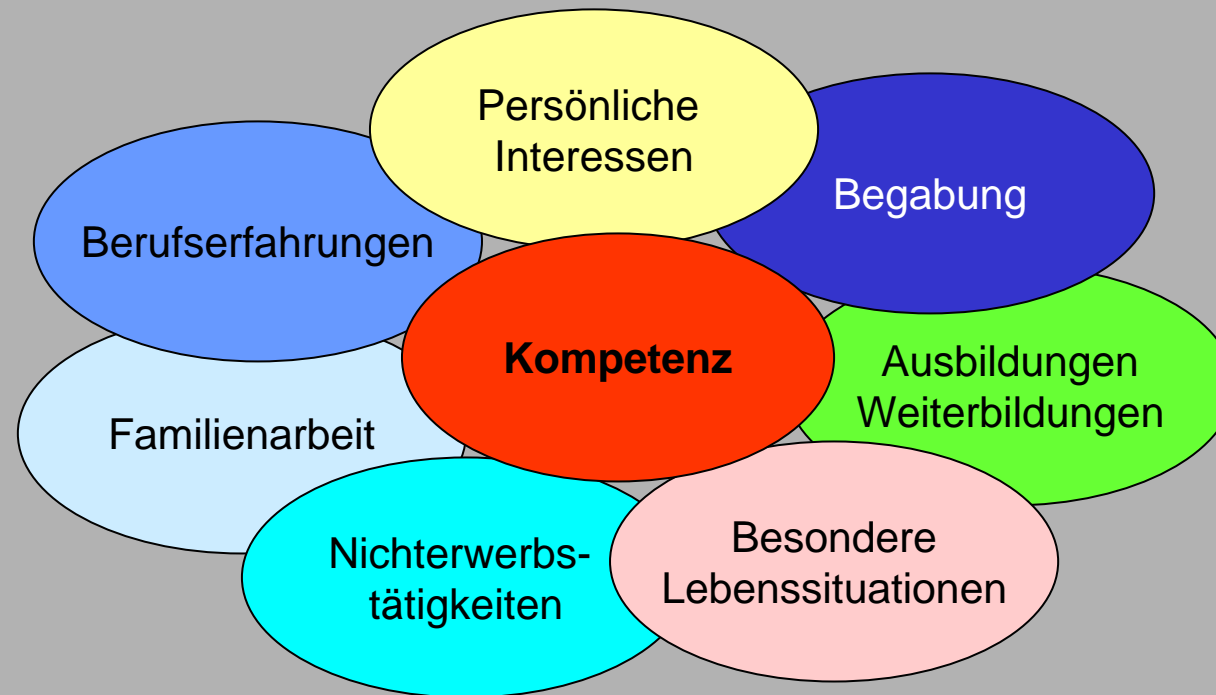 Persönliche
Interessen
Begabung
Berufserfahrungen
Kompetenz
Ausbildungen
Weiterbildungen
Familienarbeit
Nichterwerbs-
tätigkeiten
Besondere
Lebenssituationen